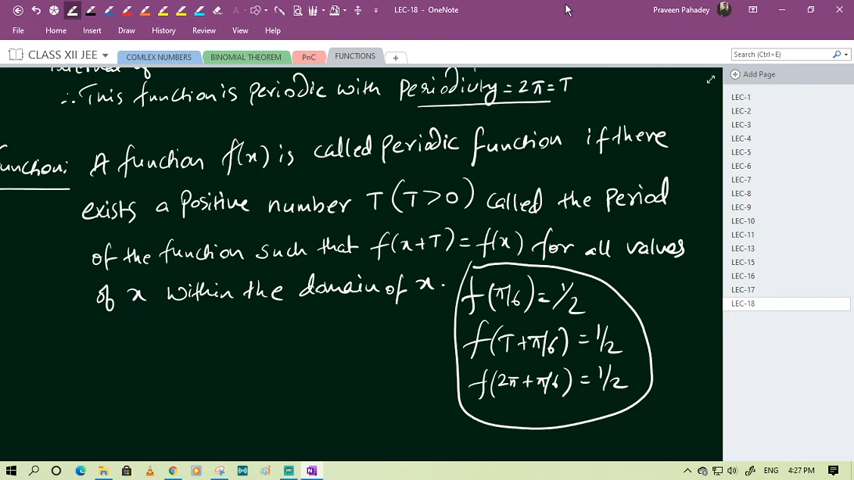 LEC-18 - OneNote
Praveen Pahadey
File Home Insert Draw History Review View Help
CLASS XII JEE
COMLEX NUMBERS BINOMIAL THEOREM PnC FUNCTIONS +
Search (Ctrl+E)
Add Page
LEC-1
LEC-2
LEC-3
LEC-4
LEC-5
LEC-6
LEC-7
LEC-8
LEC-9
LEC-10
LEC-11
LEC-13
LEC-15
LEC-16
LEC-17
LEC-18
∴ This function is periodic with Periodivity = 2π = T
A function f(x) is called periodic function if there
exists a Positive number T (T>0) called the Period
of the function such that f(x+T) = f(x) for all values
of x within the domain of x.
f(π/6) = 1/2
f(T+π/6) = 1/2
f(2π+π/6) = 1/2
ENG 4:27 PM